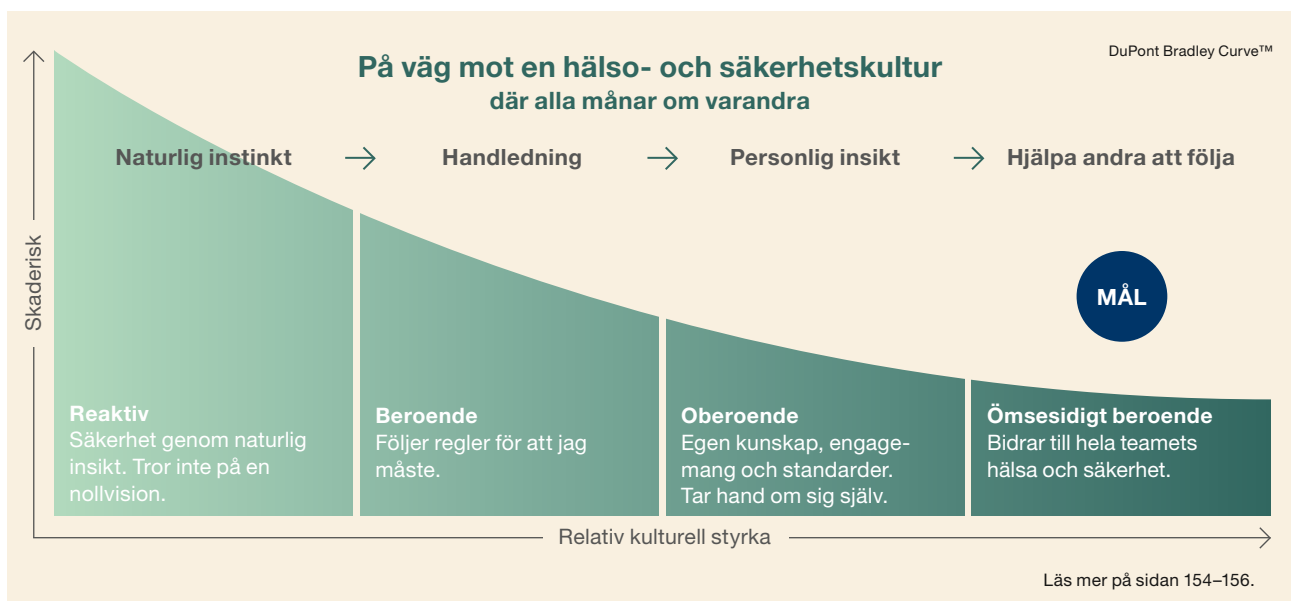 DuPont Bradley Curve™
På väg mot en hälso- och säkerhetskultur
där alla månar om varandra
Naturlig instinkt → Handledning → Personlig insikt → Hjälpa andra att följa
Skaderisk
MÅL
Reaktiv
Säkerhet genom naturlig
insikt. Tror inte på en
nollvision.
Beroende
Följer regler för att jag
måste.
Oberoende
Egen kunskap, engage-
mang och standarder.
Tar hand om sig själv.
Ömsesidigt beroende
Bidrar till hela teamets
hälsa och säkerhet.
Relativ kulturell styrka
Läs mer på sidan 154–156.